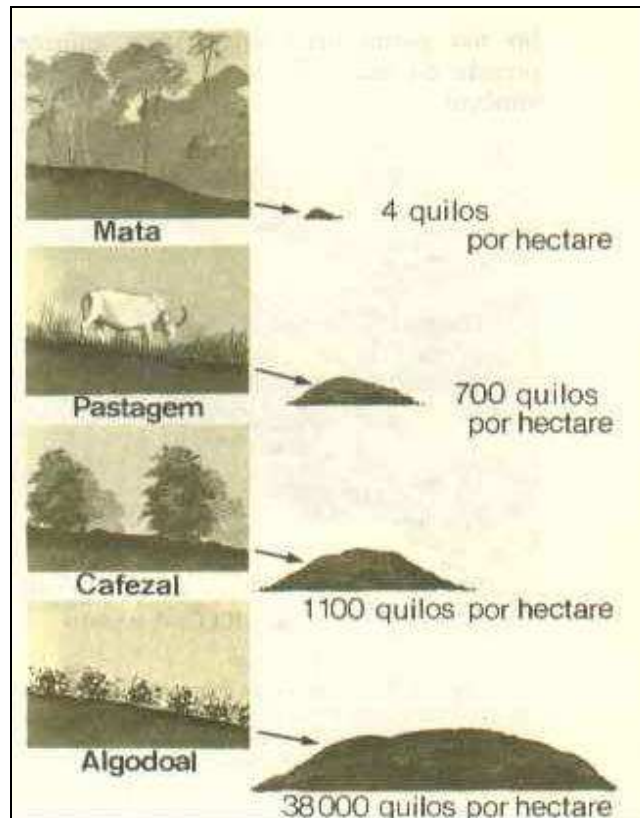 Mata
4 quilos
por hectare
Pastagem
700 quilos
por hectare
Cafezal
1100 quilos por hectare
Algodoal
38000 quilos por hectare